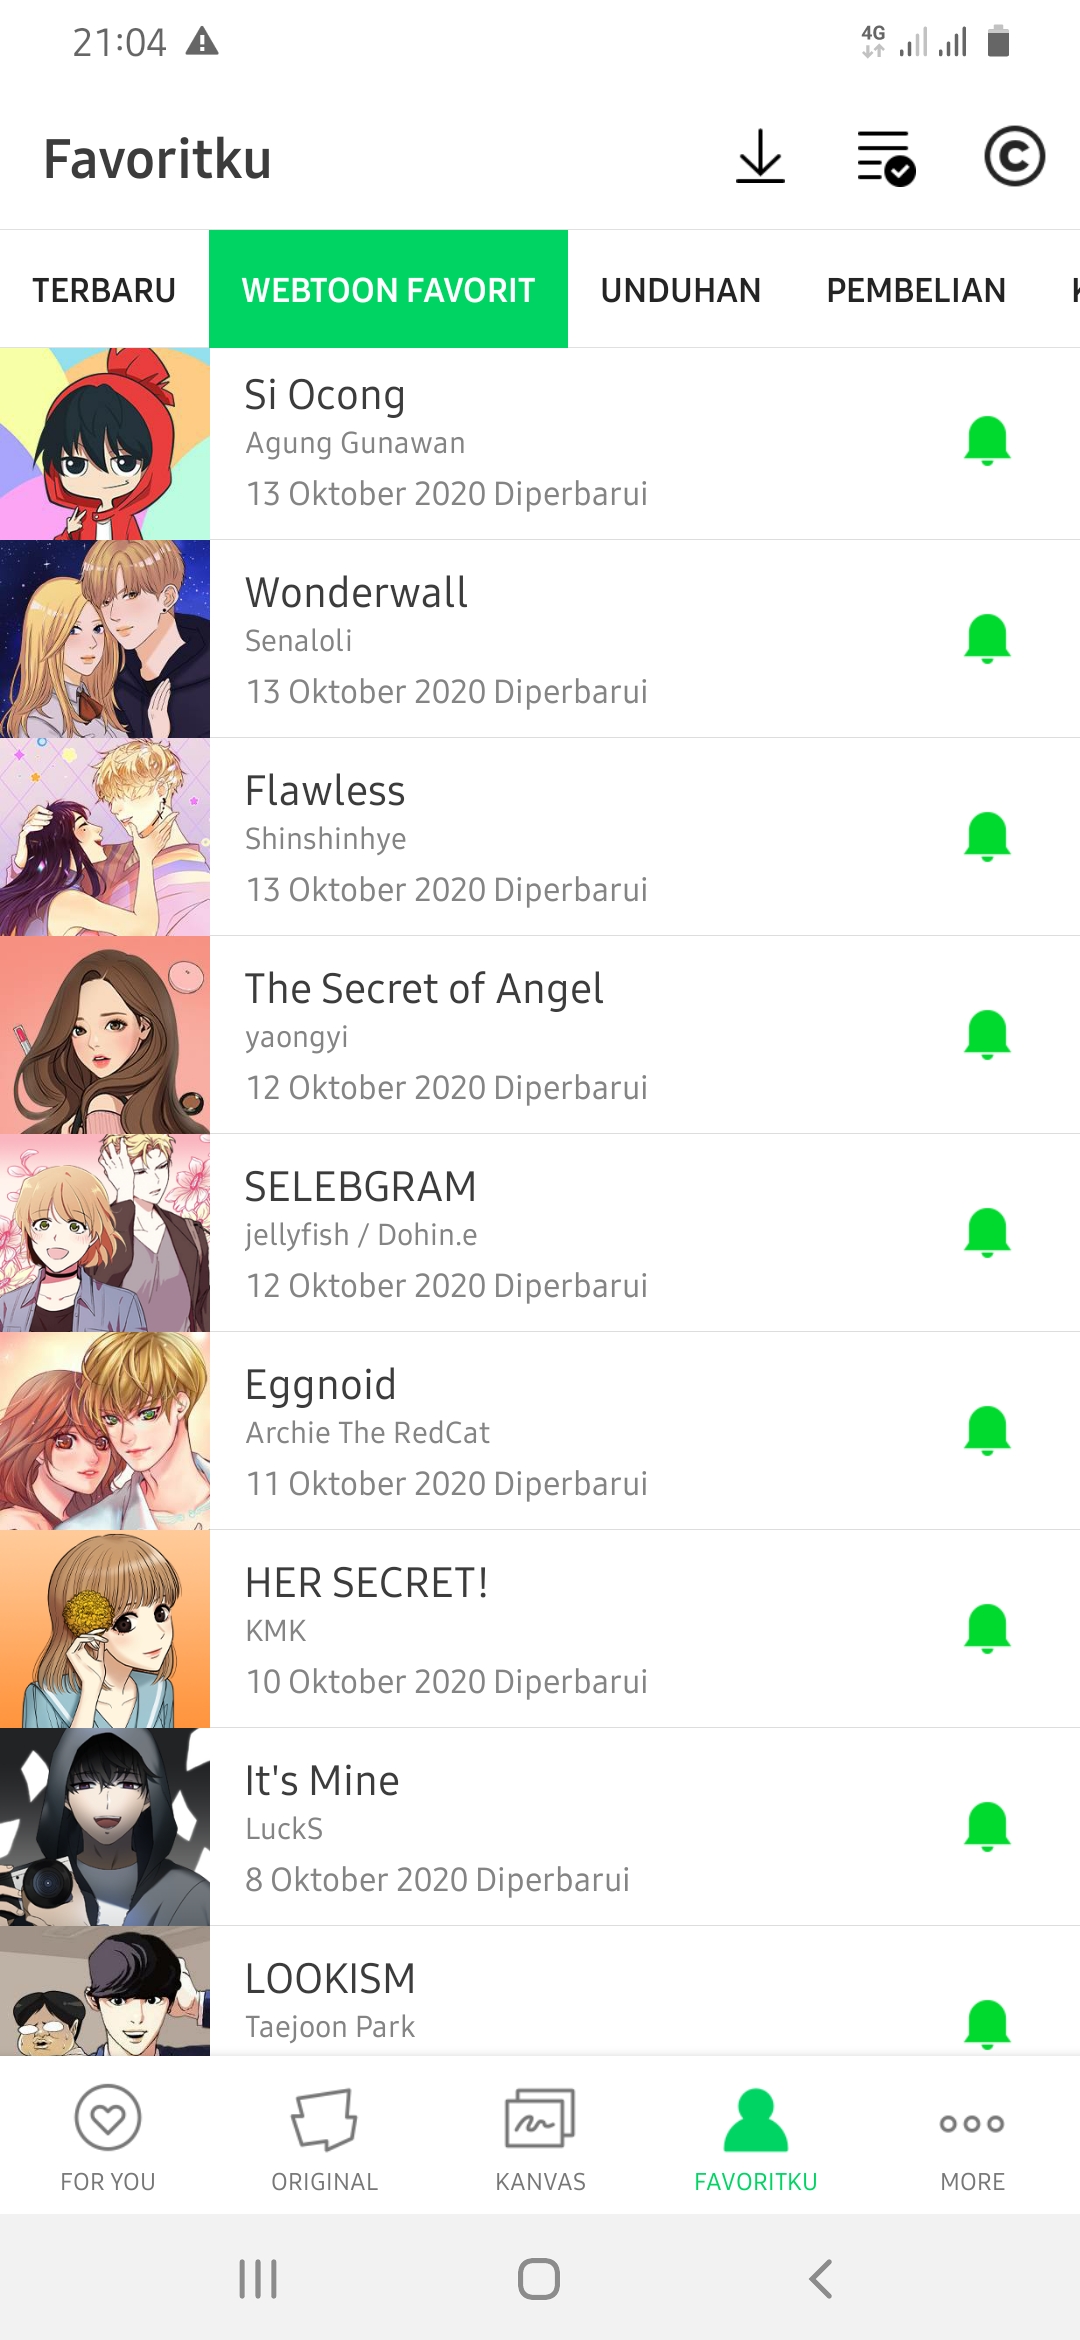 21:04
4G
Favoritku
TERBARU WEBTOON FAVORIT UNDUHAN PEMBELIAN
Si Ocong
Agung Gunawan
13 Oktober 2020 Diperbarui
Wonderwall
Senaloli
13 Oktober 2020 Diperbarui
Flawless
Shinshinhye
13 Oktober 2020 Diperbarui
The Secret of Angel
yaongyi
12 Oktober 2020 Diperbarui
SELEBGRAM
jellyfish / Dohin.e
12 Oktober 2020 Diperbarui
Eggnoid
Archie The RedCat
11 Oktober 2020 Diperbarui
HER SECRET!
KMK
10 Oktober 2020 Diperbarui
It's Mine
LuckS
8 Oktober 2020 Diperbarui
LOOKISM
Taejoon Park
FOR YOU ORIGINAL KANVAS FAVORITKU MORE